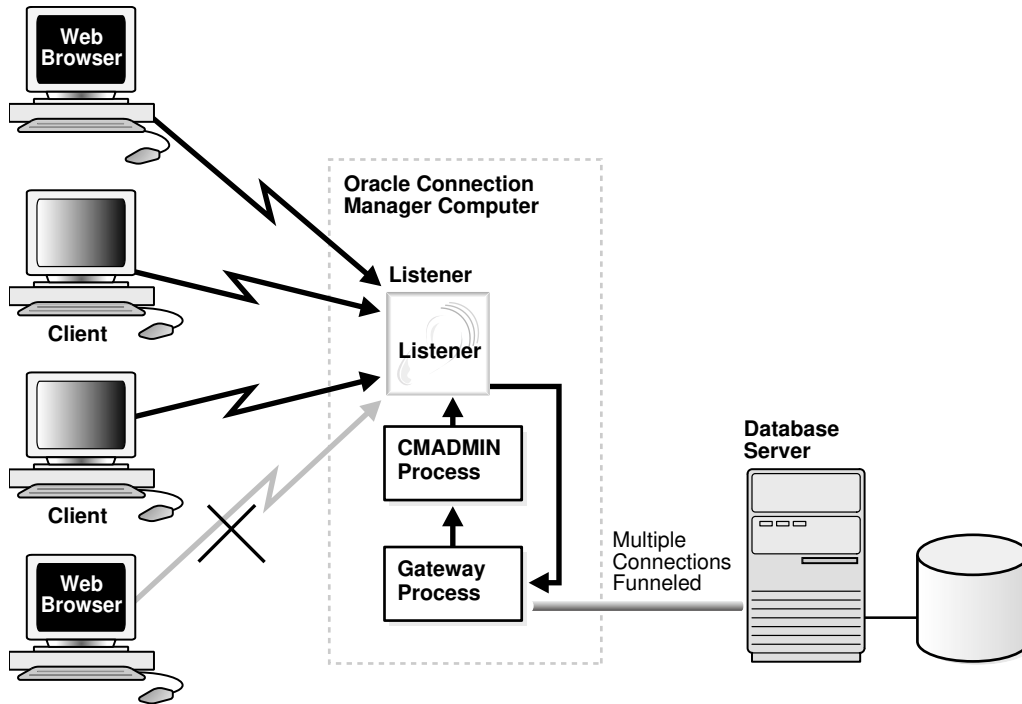 Web
Browser
Oracle Connection
Manager Computer
Listener
Client
Listener
CMADMIN
Process
Database
Server
Client
Multiple
Connections
Funneled
Gateway
Process
Web
Browser